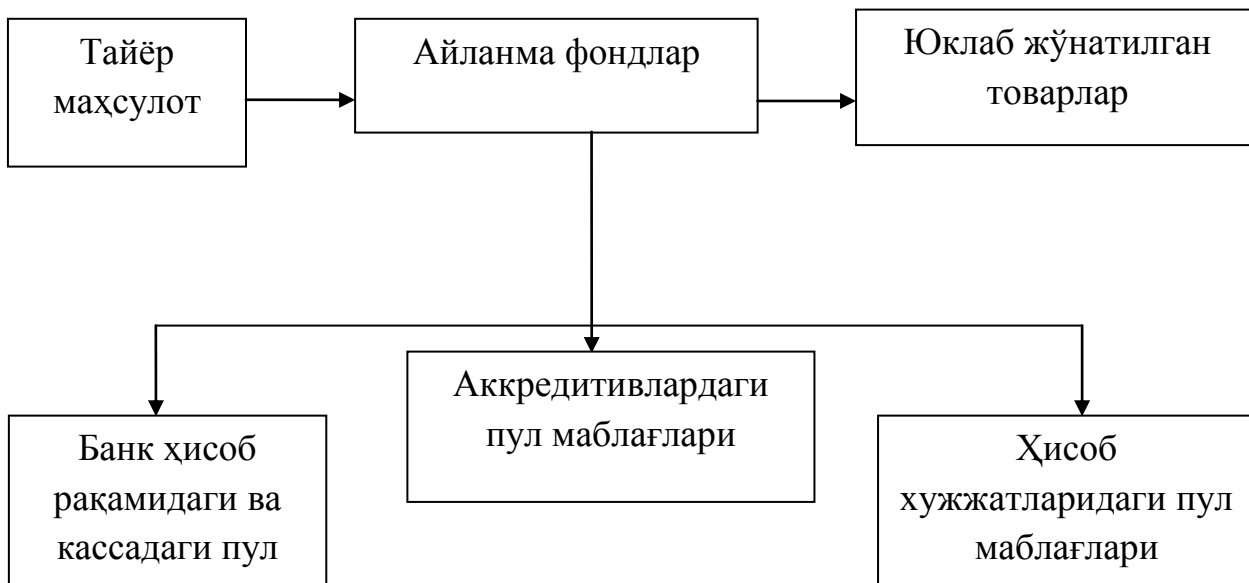 Тайёр
маҳсулот
Айланма фондлар
Юклаб жўнатилган
товарлар
Аккредитивлардаги
пул маблағлари
Банк ҳисоб
рақамидаги ва
кассадаги пул
Ҳисоб
хужжатларидаги пул
маблағлари